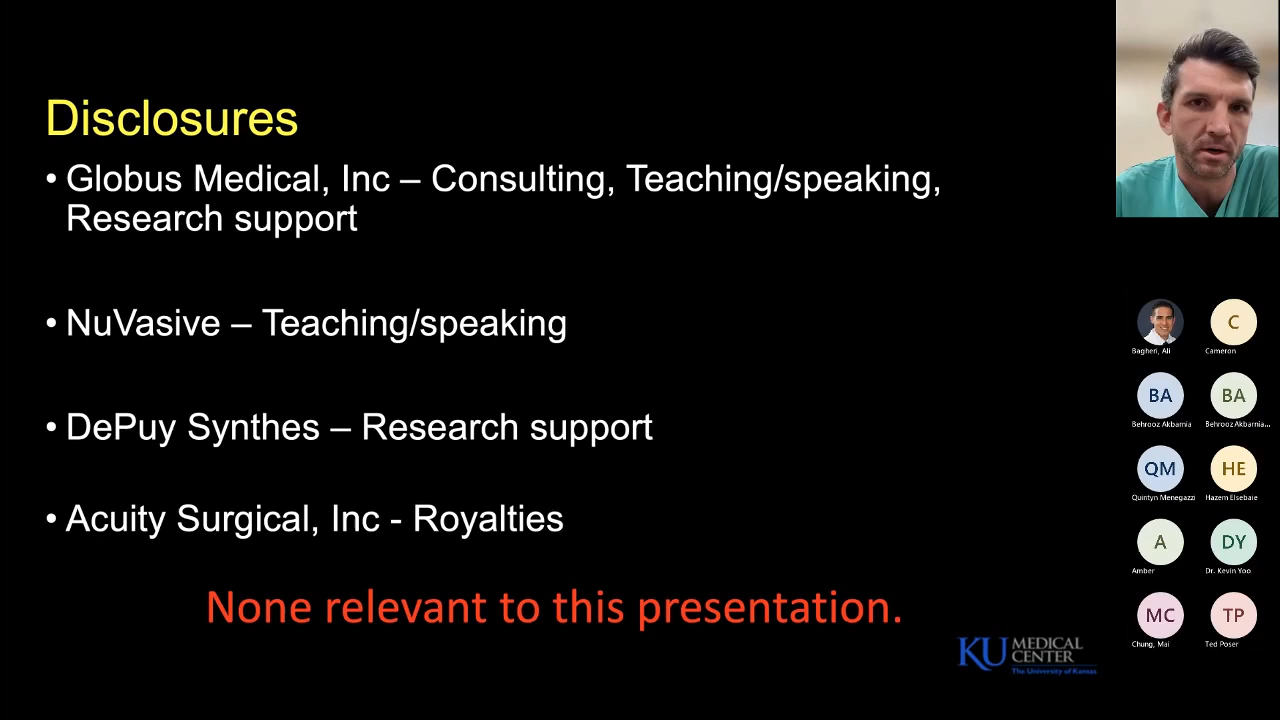 Disclosures
• Globus Medical, Inc – Consulting, Teaching/speaking,
Research support
• NuVasive – Teaching/speaking
• DePuy Synthes – Research support
• Acuity Surgical, Inc - Royalties
None relevant to this presentation.
KU MEDICAL
CENTER
The University of Kansas
Bagheri, Ali
C
Cameron
BA
Behrooz Akbarnia
BA
Behrooz Akbarnia...
QM
Quintyn Menegazzi
HE
Hazem Elsebaie
A
Amber
DY
Dr. Kevin Yoo
MC
Chung, Mai
TP
Ted Poser